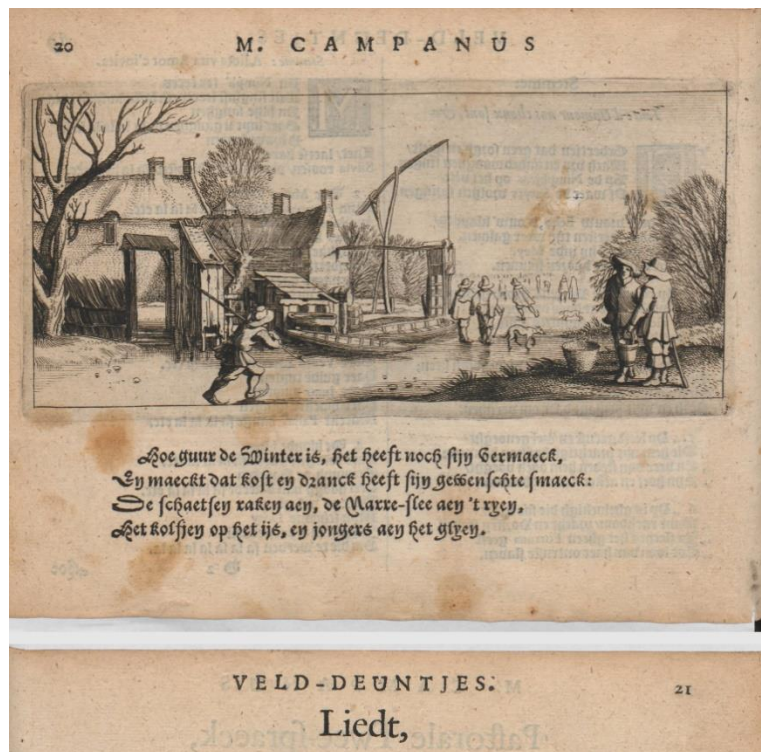 20
M. CAMPANUS
Hoe guur de Winter is, het heeft noch sijn Vermaeck,
En maeckt dat kost en dranck heeft sijn gewenschte smaeck:
De schaetsen raken aen, de Narre-slee aen 't ryen,
Het kolfjen op het ijs, en jongers aen het glyen.
VELD-DEUNTJES.
21
Liedt,